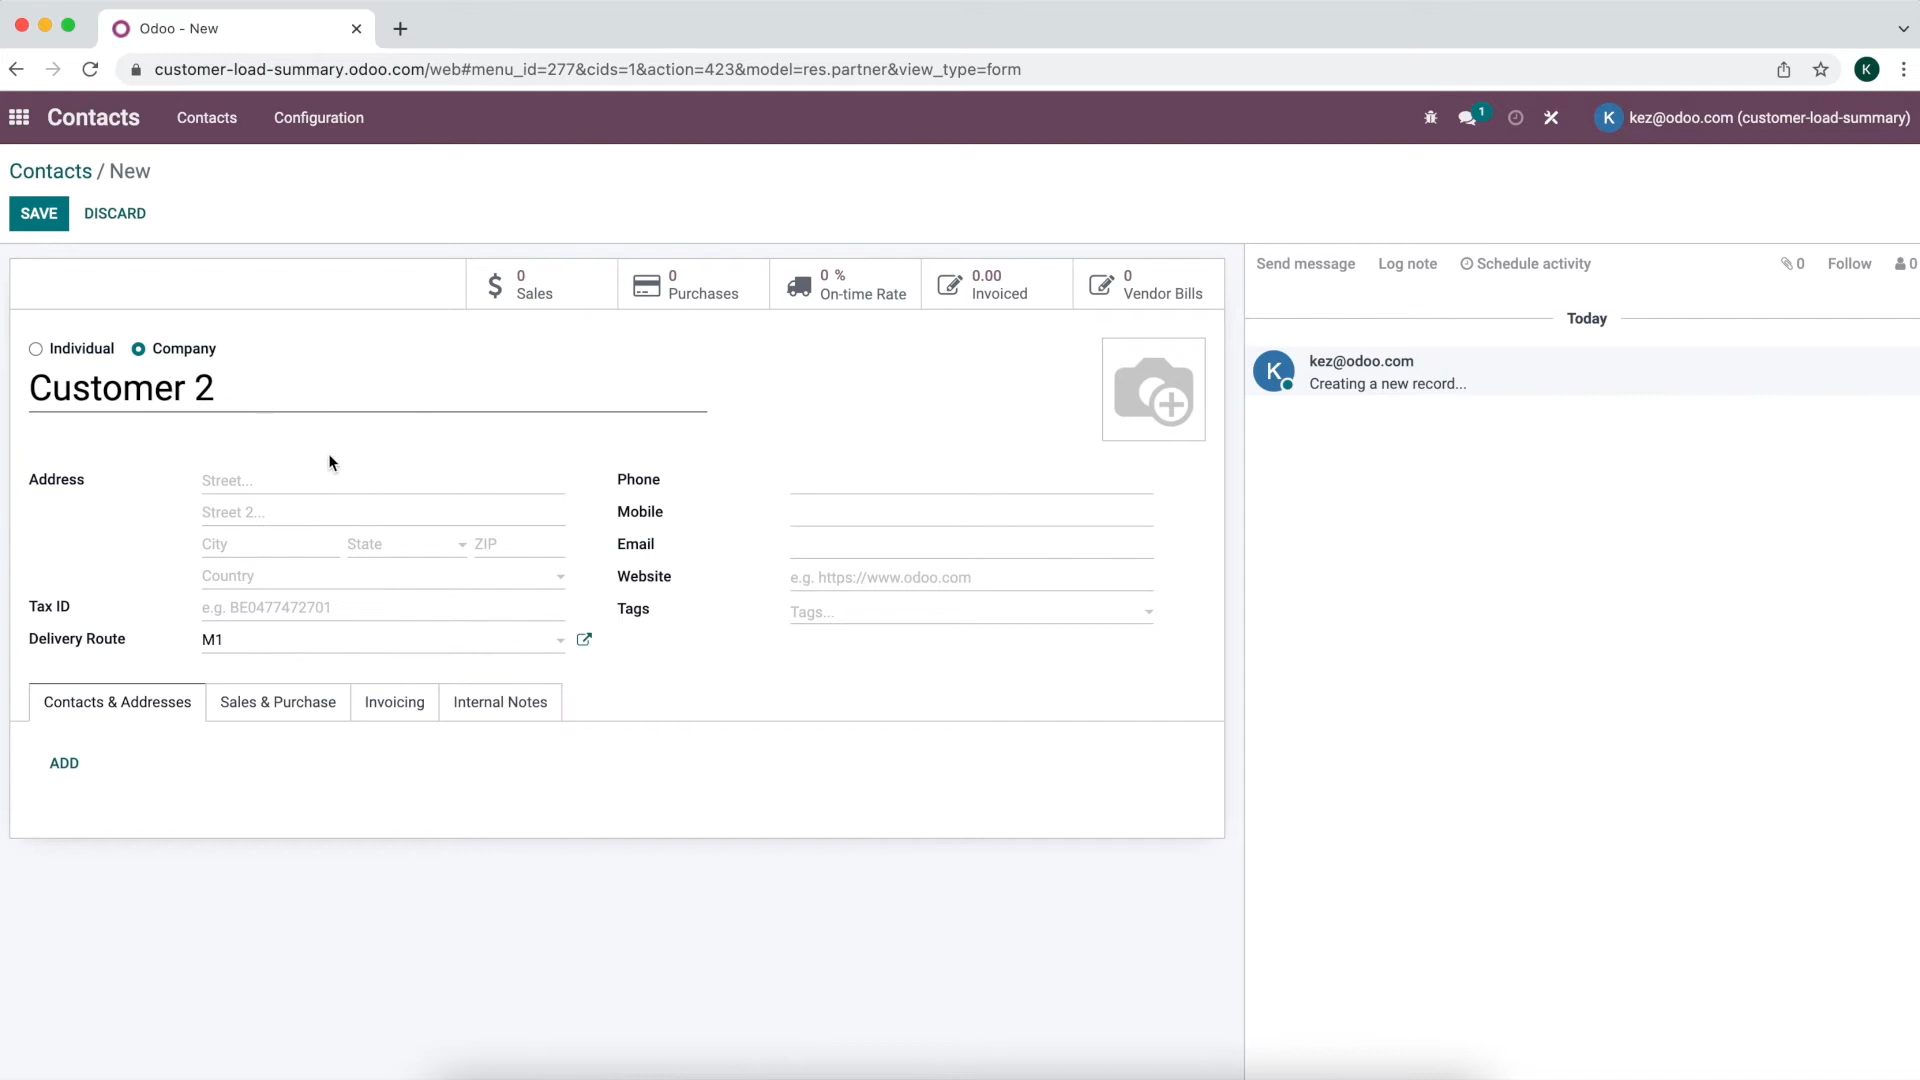 Odoo - New
customer-load-summary.odoo.com/web#menu_id=277&cids=1&action=423&model=res.partner&view_type=form
K
Contacts
Contacts
Configuration
1
K
kez@odoo.com (customer-load-summary)
Contacts / New
SAVE
DISCARD
0
Sales
0
Purchases
0 %
On-time Rate
0.00
Invoiced
0
Vendor Bills
Send message
Log note
Schedule activity
0
Follow
0
Individual
Company
Customer 2
Today
K
kez@odoo.com
Creating a new record...
Address
Street...
Street 2...
City
State
ZIP
Country
Tax ID
e.g. BE0477472701
Delivery Route
M1
Phone
Mobile
Email
Website
e.g. https://www.odoo.com
Tags
Tags...
Contacts & Addresses
Sales & Purchase
Invoicing
Internal Notes
ADD